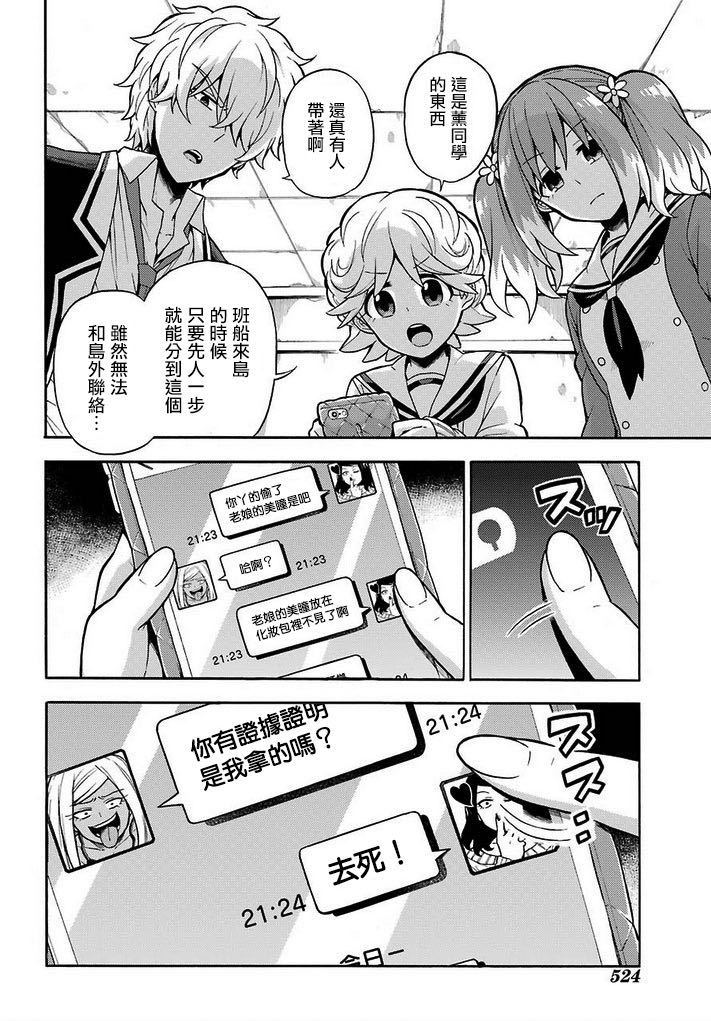 這是薰同學
的東西
還真有人
帶著啊
班船來島
的時候
只要先人一步
就能分到這個
雖然無法
和島外聯絡…
スッ
你丫的偷了
老娘的美瞳是吧
21:23
哈啊？
21:23
老娘的美瞳放在
化妝包裡不見了啊
21:23
スス
21:24
你有證據證明
是我拿的嗎？
去死！
21:24
今日一
524